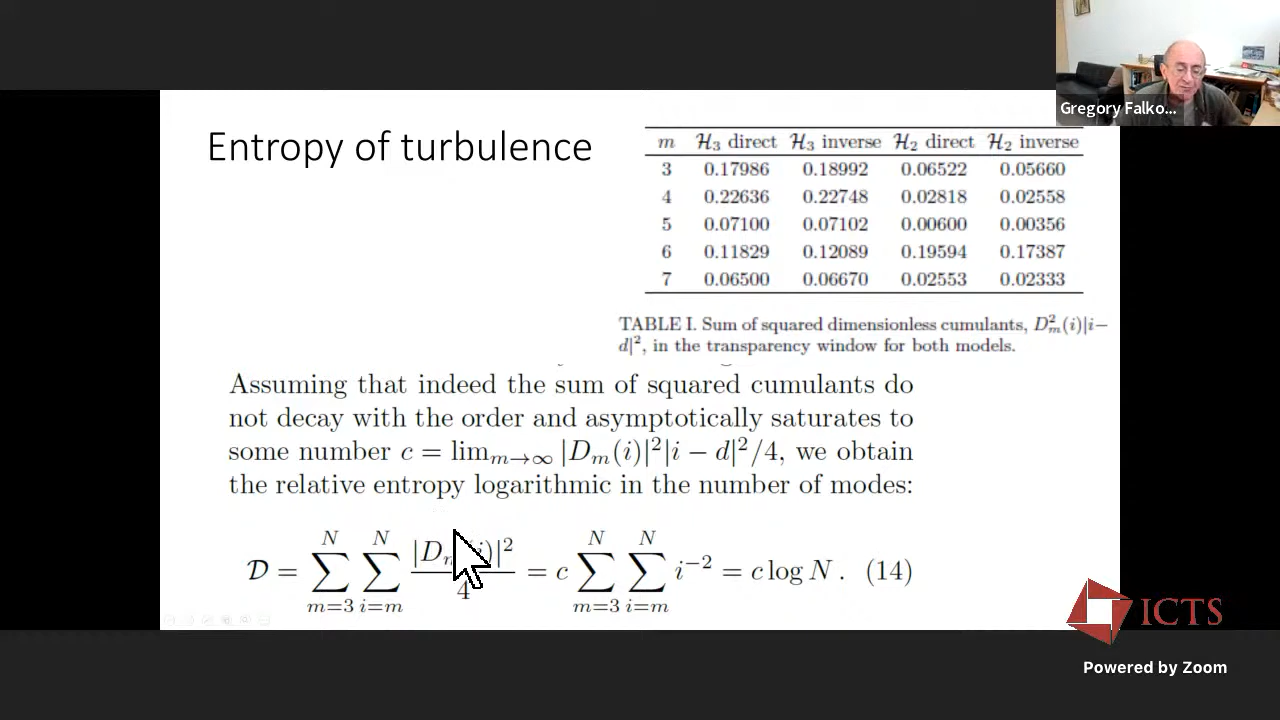 Gregory Falko...
Entropy of turbulence
m ℋ₃ direct ℋ₃ inverse ℋ₂ direct ℋ₂ inverse
3 0.17986 0.18992 0.06522 0.05660
4 0.22636 0.22748 0.02818 0.02558
5 0.07100 0.07102 0.00600 0.00356
6 0.11829 0.12089 0.19594 0.17387
7 0.06500 0.06670 0.02553 0.02333
TABLE I. Sum of squared dimensionless cumulants, D²ₘ(i)|i−
d|², in the transparency window for both models.
Assuming that indeed the sum of squared cumulants do
not decay with the order and asymptotically saturates to
some number c = limₘ→∞ |Dₘ(i)|²|i − d|²/4, we obtain
the relative entropy logarithmic in the number of modes:
𝒟 = ∑_{m=3}^{N} ∑_{i=m}^{N} |Dₘ(i)|²/4 = c ∑_{m=3}^{N} ∑_{i=m}^{N} i⁻² = c log N . (14)
ICTS
Powered by Zoom